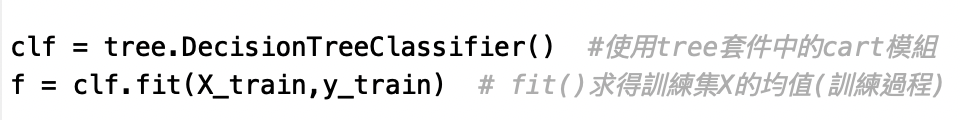 clf = tree.DecisionTreeClassifier()  #使用tree套件中的cart模組
f = clf.fit(X_train,y_train)  # fit()求得訓練集X的均值(訓練過程)